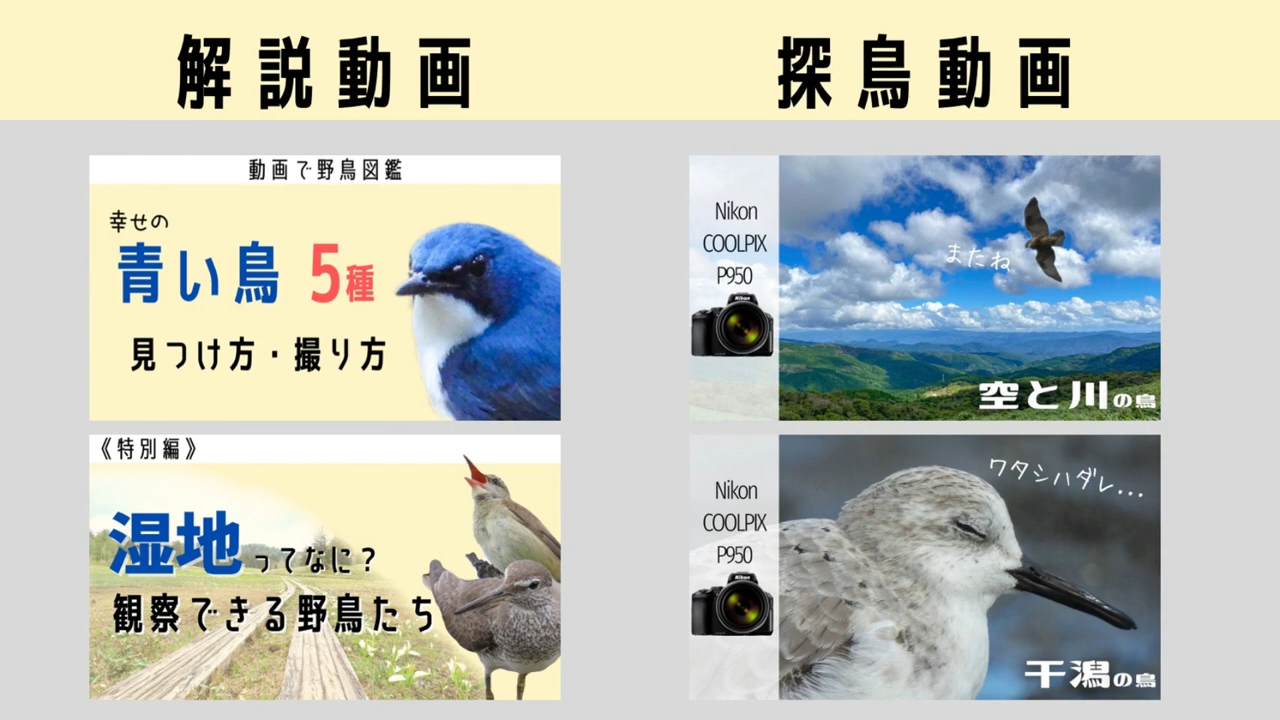 解説動画
探鳥動画
動画で野鳥図鑑
幸せの
青い鳥 5種
見つけ方・撮り方
《特別編》
湿地ってなに？
観察できる野鳥たち
Nikon
COOLPIX
P950
Nikon
またね
空と川の鳥
Nikon
COOLPIX
P950
Nikon
ワタシハダレ...
干潟の鳥